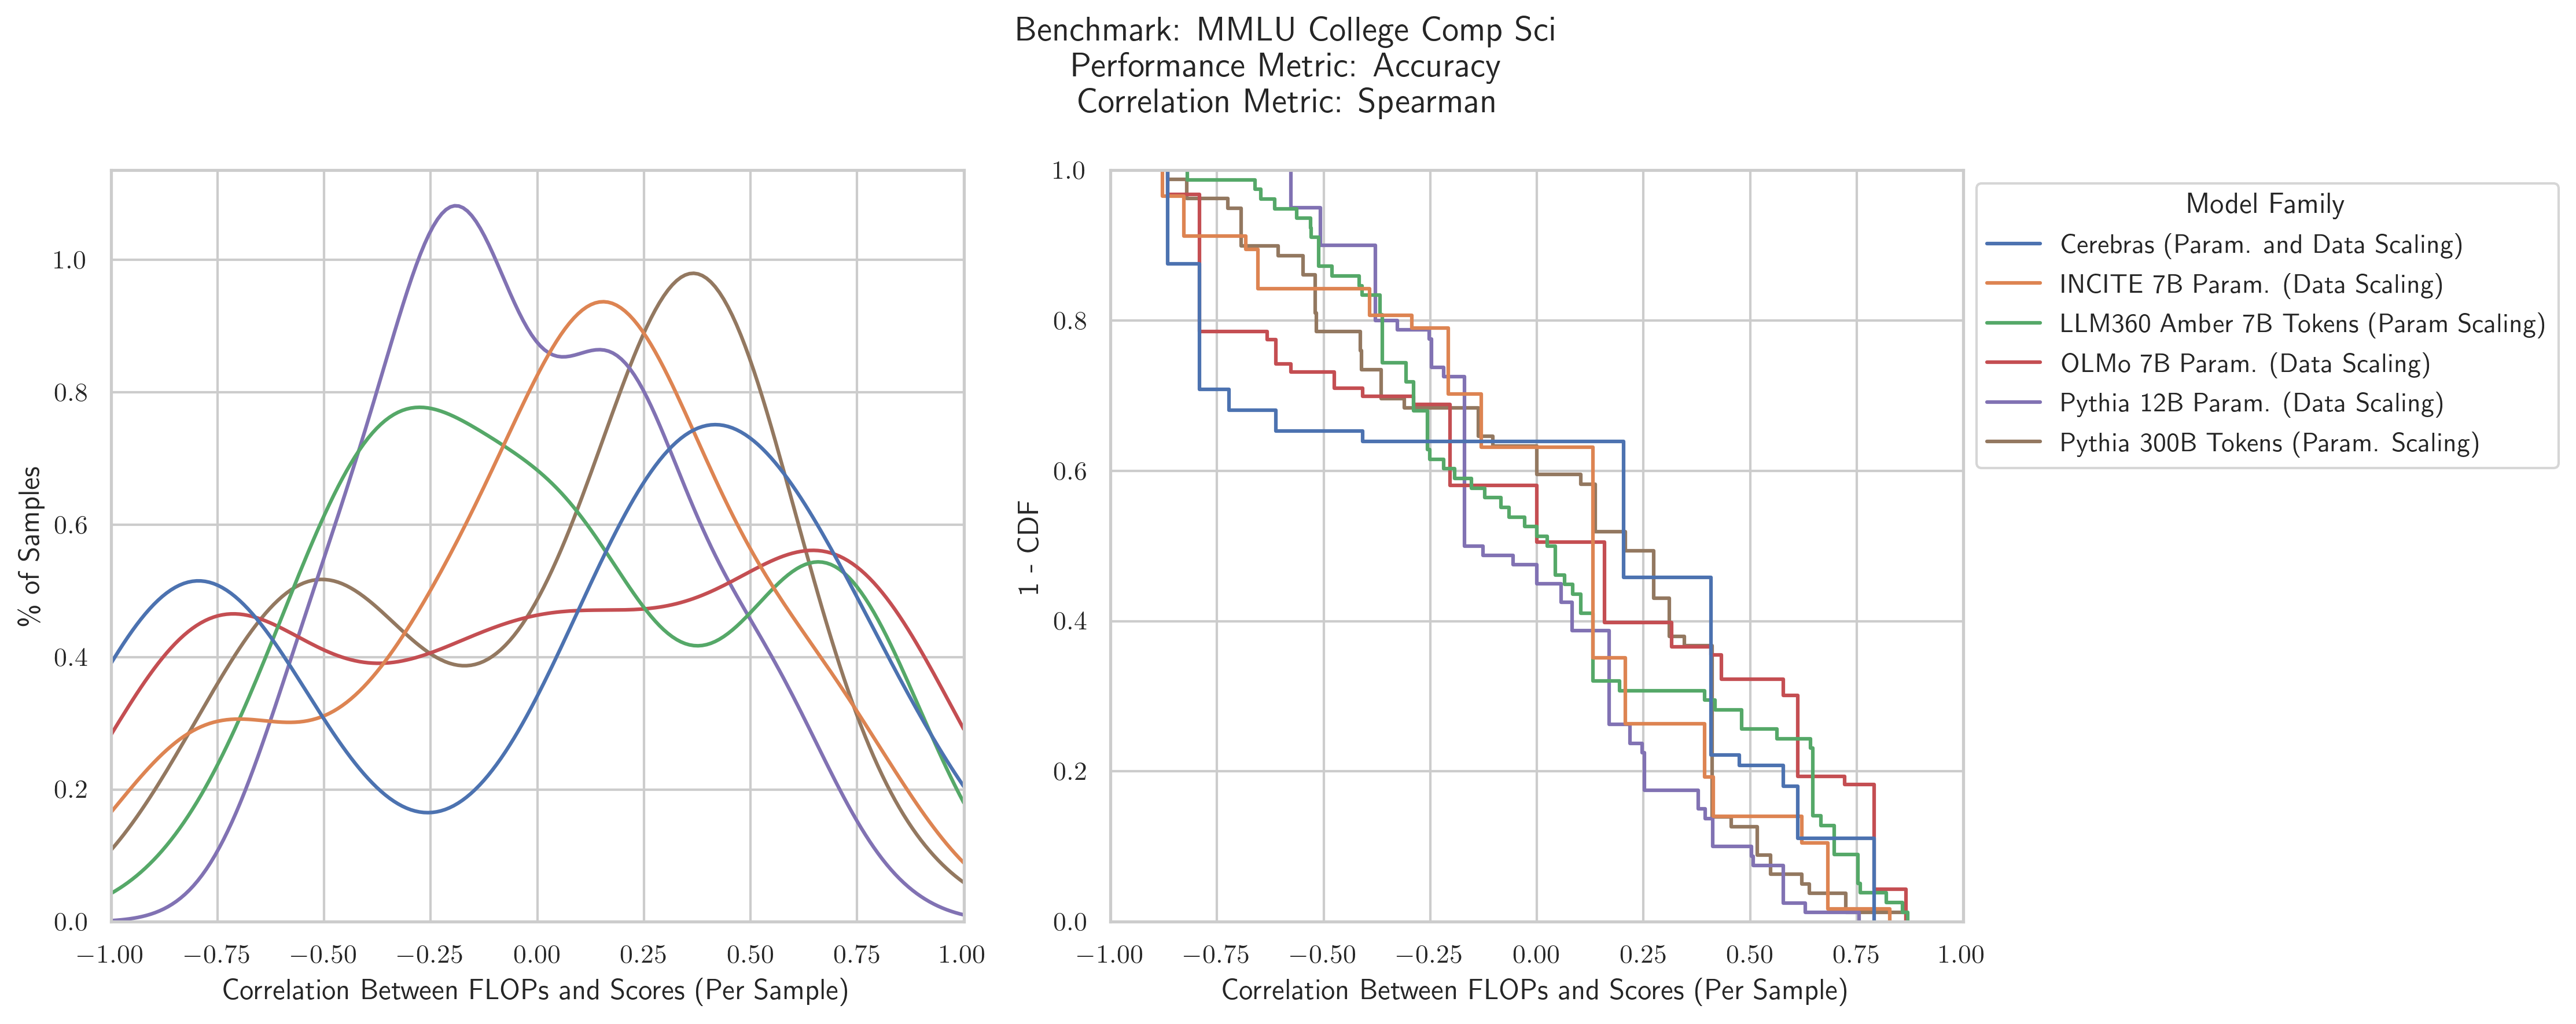 Benchmark: MMLU College Comp Sci
Performance Metric: Accuracy
Correlation Metric: Spearman
% of Samples
1.0
0.8
0.6
0.4
0.2
0.0
−1.00 −0.75 −0.50 −0.25 0.00 0.25 0.50 0.75 1.00
Correlation Between FLOPs and Scores (Per Sample)
1 - CDF
1.0
0.8
0.6
0.4
0.2
0.0
−1.00 −0.75 −0.50 −0.25 0.00 0.25 0.50 0.75 1.00
Correlation Between FLOPs and Scores (Per Sample)
Model Family
Cerebras (Param. and Data Scaling)
INCITE 7B Param. (Data Scaling)
LLM360 Amber 7B Tokens (Param Scaling)
OLMo 7B Param. (Data Scaling)
Pythia 12B Param. (Data Scaling)
Pythia 300B Tokens (Param. Scaling)